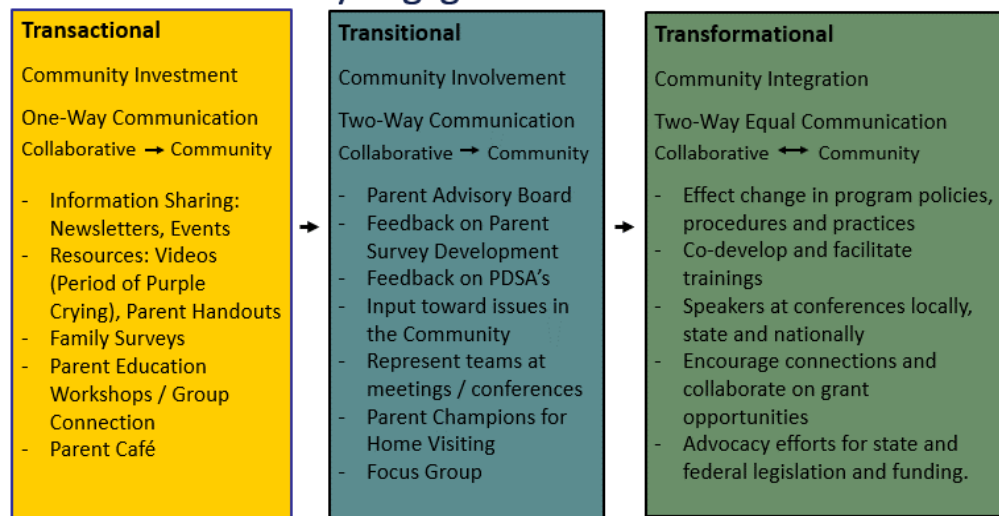 Transactional
Community Investment
One-Way Communication
Collaborative → Community
- Information Sharing:
Newsletters, Events
- Resources: Videos
(Period of Purple
Crying), Parent Handouts
- Family Surveys
- Parent Education
Workshops / Group
Connection
- Parent Café
Transitional
Community Involvement
Two-Way Communication
Collaborative → Community
- Parent Advisory Board
- Feedback on Parent
Survey Development
- Feedback on PDSA's
- Input toward issues in
the Community
- Represent teams at
meetings / conferences
- Parent Champions for
Home Visiting
- Focus Group
Transformational
Community Integration
Two-Way Equal Communication
Collaborative ↔ Community
- Effect change in program policies,
procedures and practices
- Co-develop and facilitate
trainings
- Speakers at conferences locally,
state and nationally
- Encourage connections and
collaborate on grant
opportunities
- Advocacy efforts for state and
federal legislation and funding.